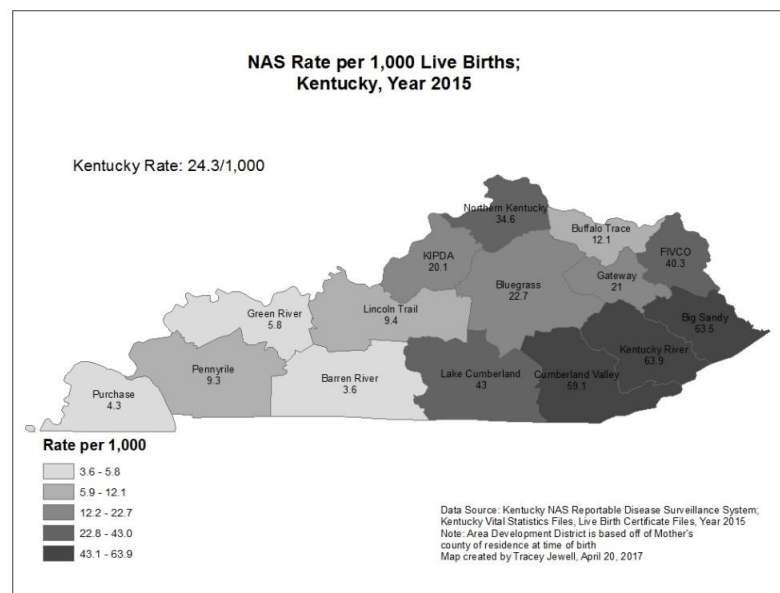 NAS Rate per 1,000 Live Births;
Kentucky, Year 2015
Kentucky Rate: 24.3/1,000
Northern Kentucky
34.6
Buffalo Trace
12.1
FIVCO
40.3
KIPDA
20.1
Gateway
21
Bluegrass
22.7
Green River
5.8
Lincoln Trail
9.4
Big Sandy
63.5
Kentucky River
63.9
Pennyrile
9.3
Barren River
3.6
Lake Cumberland
43
Cumberland Valley
59.1
Purchase
4.3
Rate per 1,000
3.6 - 5.8
5.9 - 12.1
12.2 - 22.7
22.8 - 43.0
43.1 - 63.9
Data Source: Kentucky NAS Reportable Disease Surveillance System;
Kentucky Vital Statistics Files, Live Birth Certificate Files, Year 2015
Note: Area Development District is based off of Mother's
county of residence at time of birth
Map created by Tracey Jewell, April 20, 2017